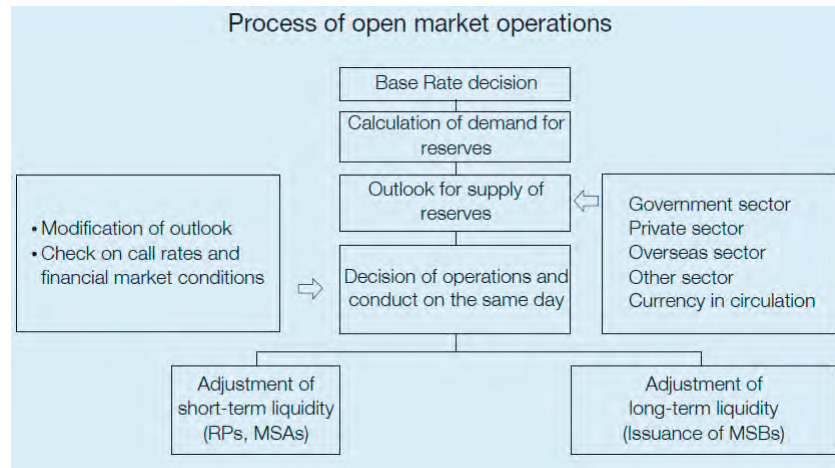 Process of open market operations
Base Rate decision
Calculation of demand for
reserves
Outlook for supply of
reserves
Government sector
Private sector
Overseas sector
Other sector
Currency in circulation
• Modification of outlook
• Check on call rates and
financial market conditions
Decision of operations and
conduct on the same day
Adjustment of
short-term liquidity
(RPs, MSAs)
Adjustment of
long-term liquidity
(Issuance of MSBs)